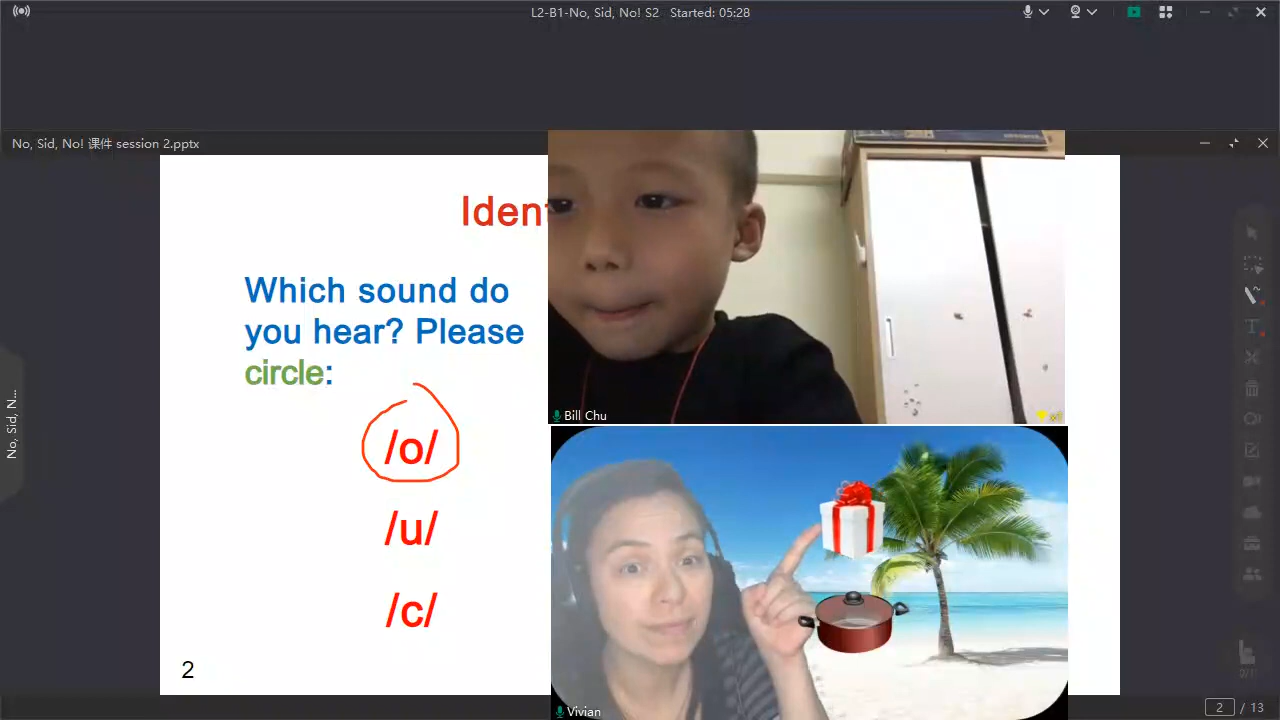 L2-B1-No, Sid, No! S2 Started: 05:28
No, Sid, No! 课件 session 2.pptx
Ident
Which sound do
you hear? Please
circle:
/o/
/u/
/c/
2
No, Sid, N...
Bill Chu
Vivian
2 / 13